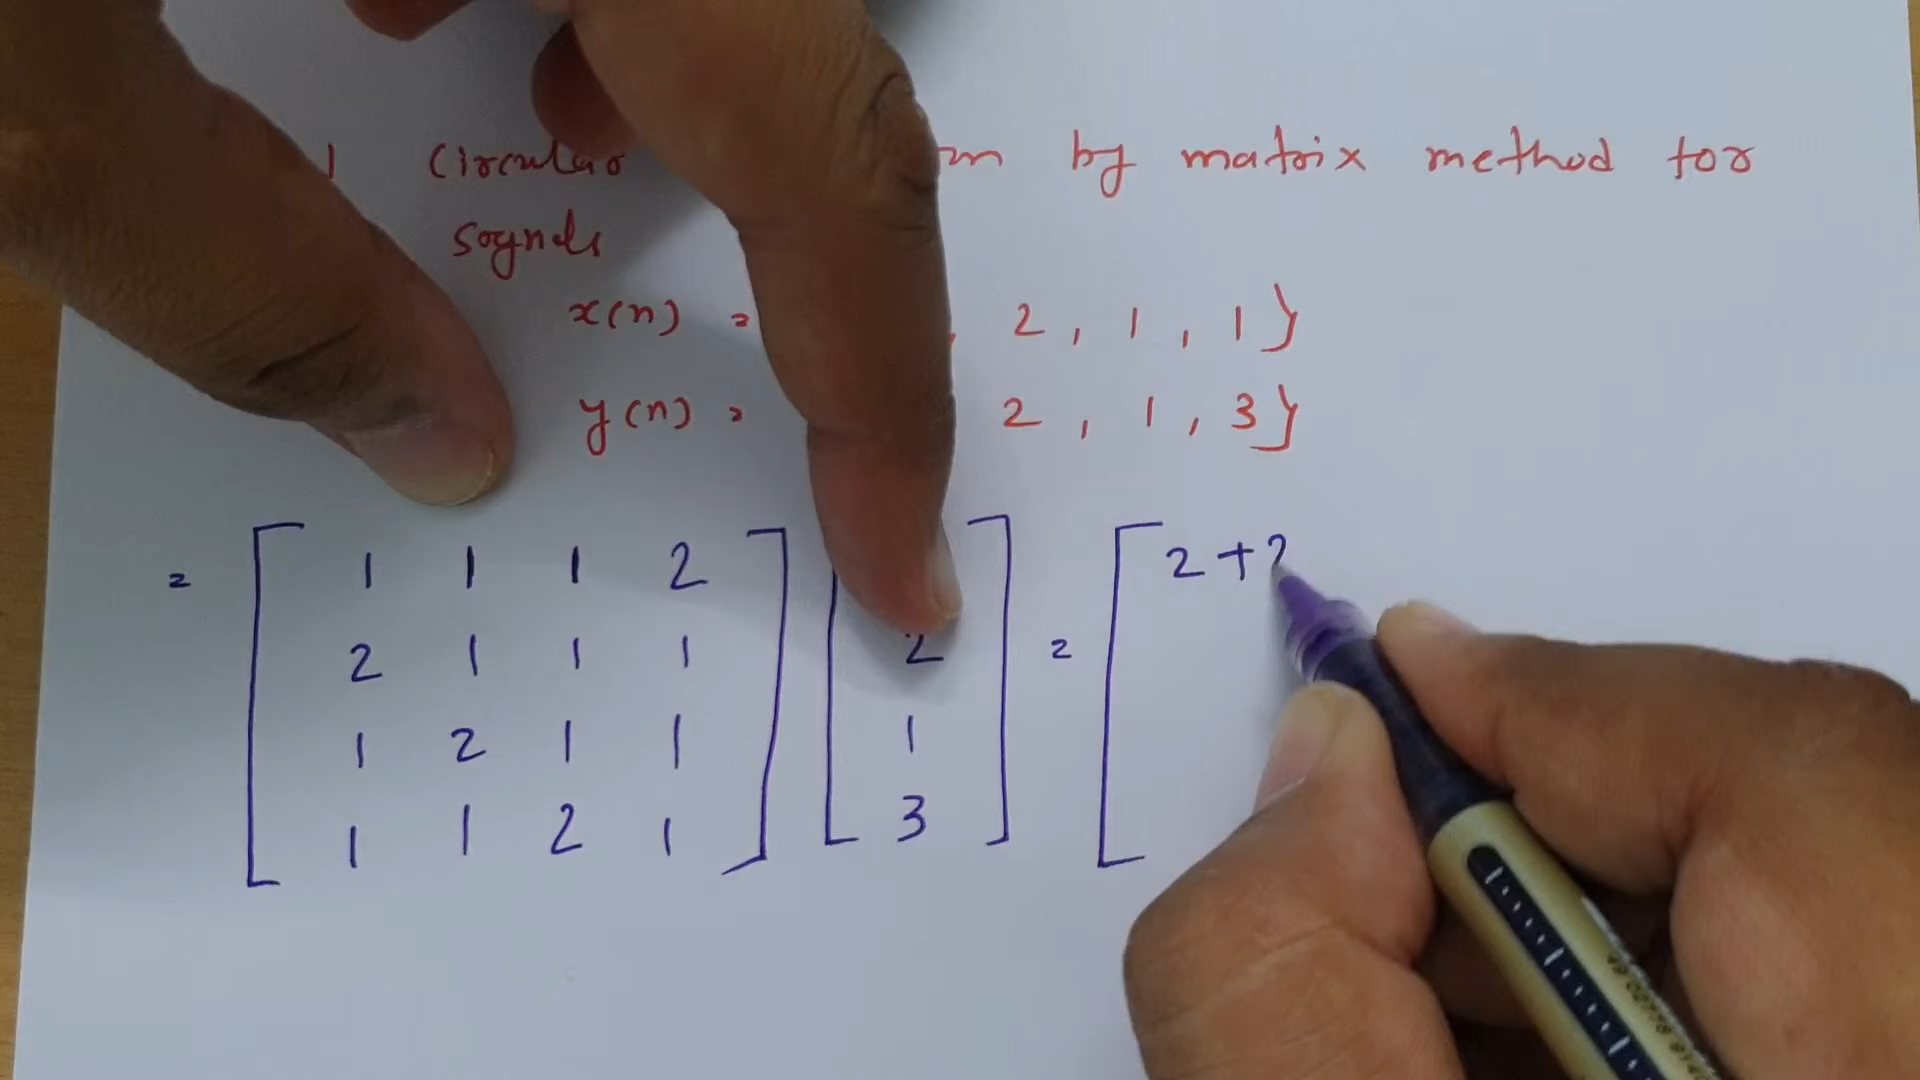 Circular by matrix method for
sognels
x(n) = , 2 , 1 , 1 }
y(n) = 2 , 1 , 3 }
= [ 1 1 1 2 ] [ ] = [ 2 + 2
2 1 1 1 2
1 2 1 1 1
1 1 2 1 3